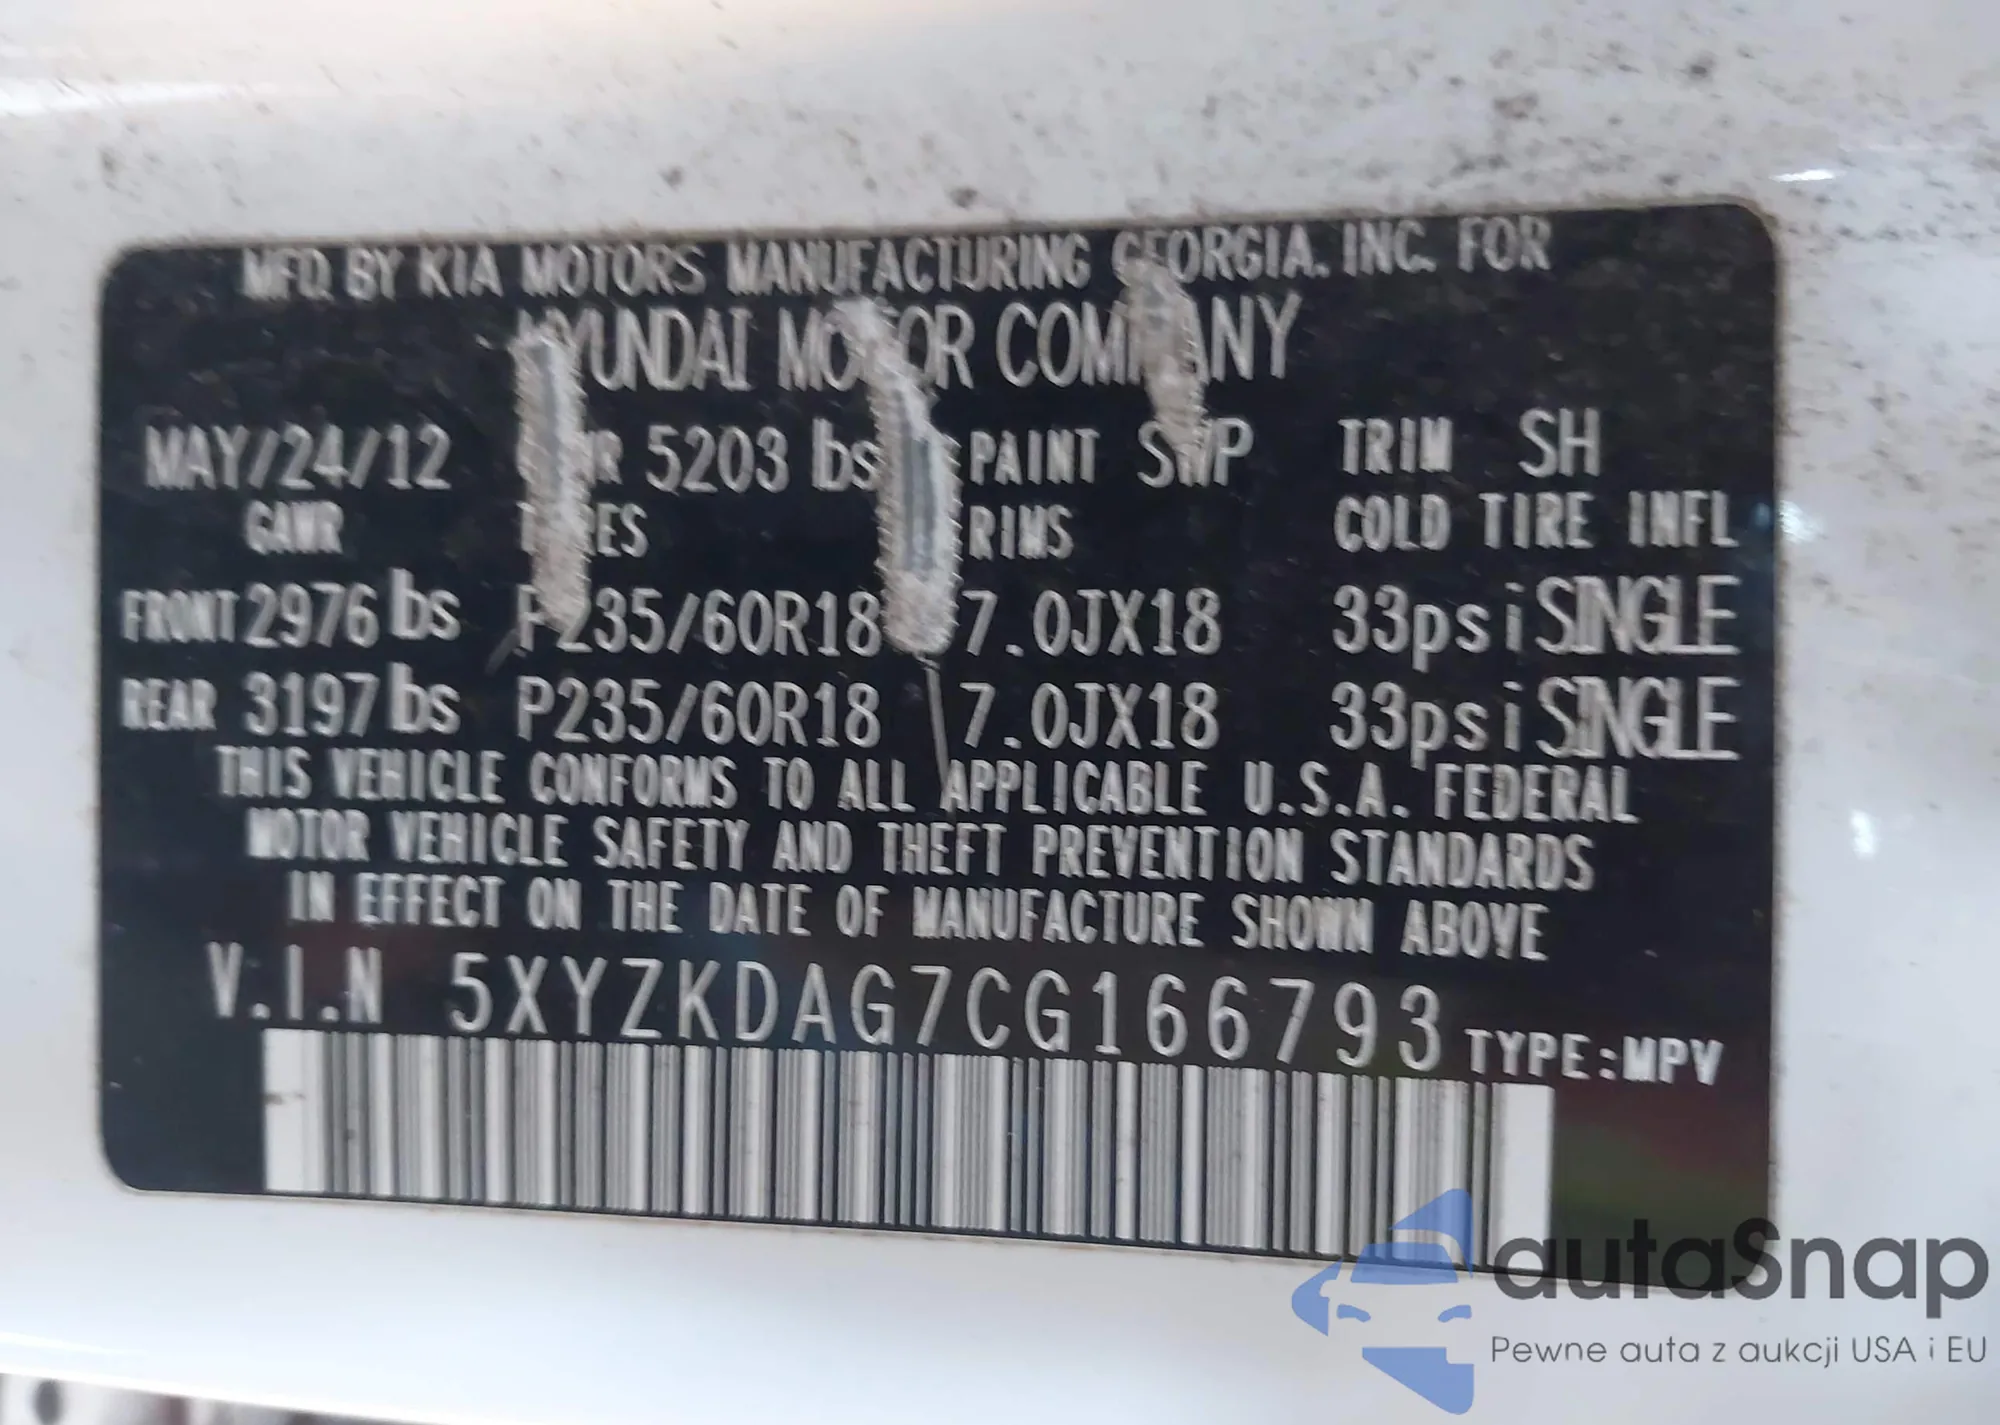 MFD. BY KIA MOTORS MANUFACTURING GEORGIA. INC. FOR
HYUNDAI MOTOR COMPANY
MAY/24/12 GVWR 5203 lbs PAINT SWP TRIM SH
GAWR TIRES RIMS COLD TIRE INFL
FRONT 2976 lbs P235/60R18 7.0JX18 33psi SINGLE
REAR 3197 lbs P235/60R18 7.0JX18 33psi SINGLE
THIS VEHICLE CONFORMS TO ALL APPLICABLE U.S.A. FEDERAL
MOTOR VEHICLE SAFETY AND THEFT PREVENTION STANDARDS
IN EFFECT ON THE DATE OF MANUFACTURE SHOWN ABOVE
V.I.N 5XYZKDAG7CG166793 TYPE:MPV
autaSnap
Pewne auta z aukcji USA i EU